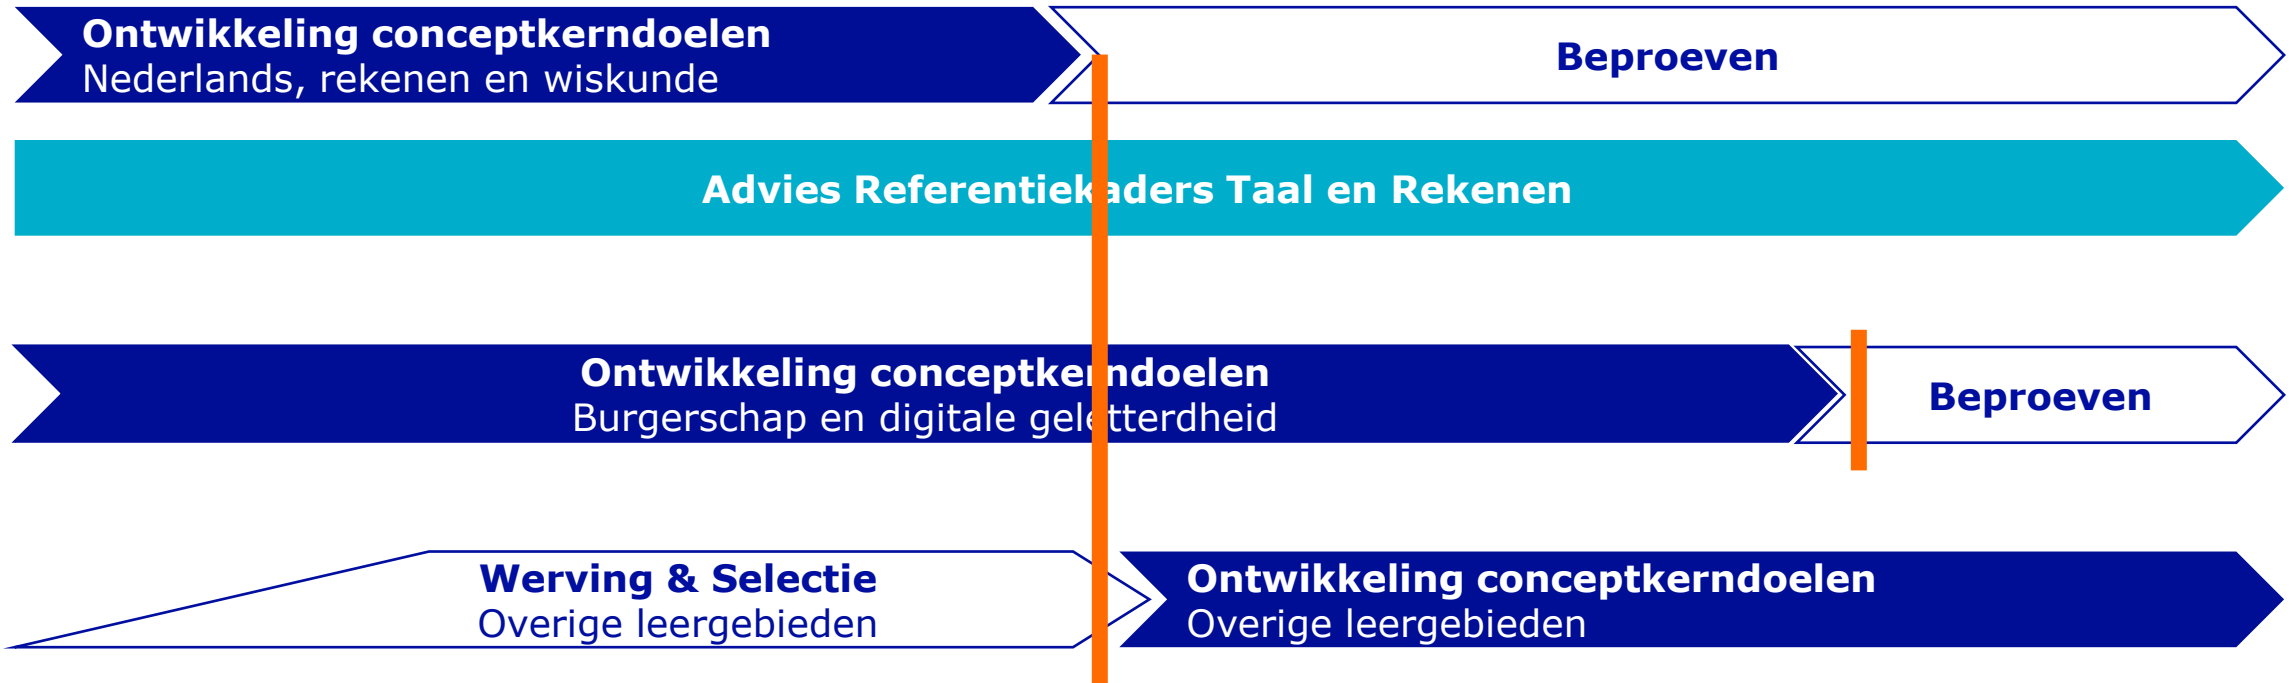 Ontwikkeling conceptkerndoelen
Nederlands, rekenen en wiskunde
Beproeven
Advies Referentiekaders Taal en Rekenen
Ontwikkeling conceptkerndoelen
Burgerschap en digitale geletterdheid
Beproeven
Werving & Selectie
Overige leergebieden
Ontwikkeling conceptkerndoelen
Overige leergebieden